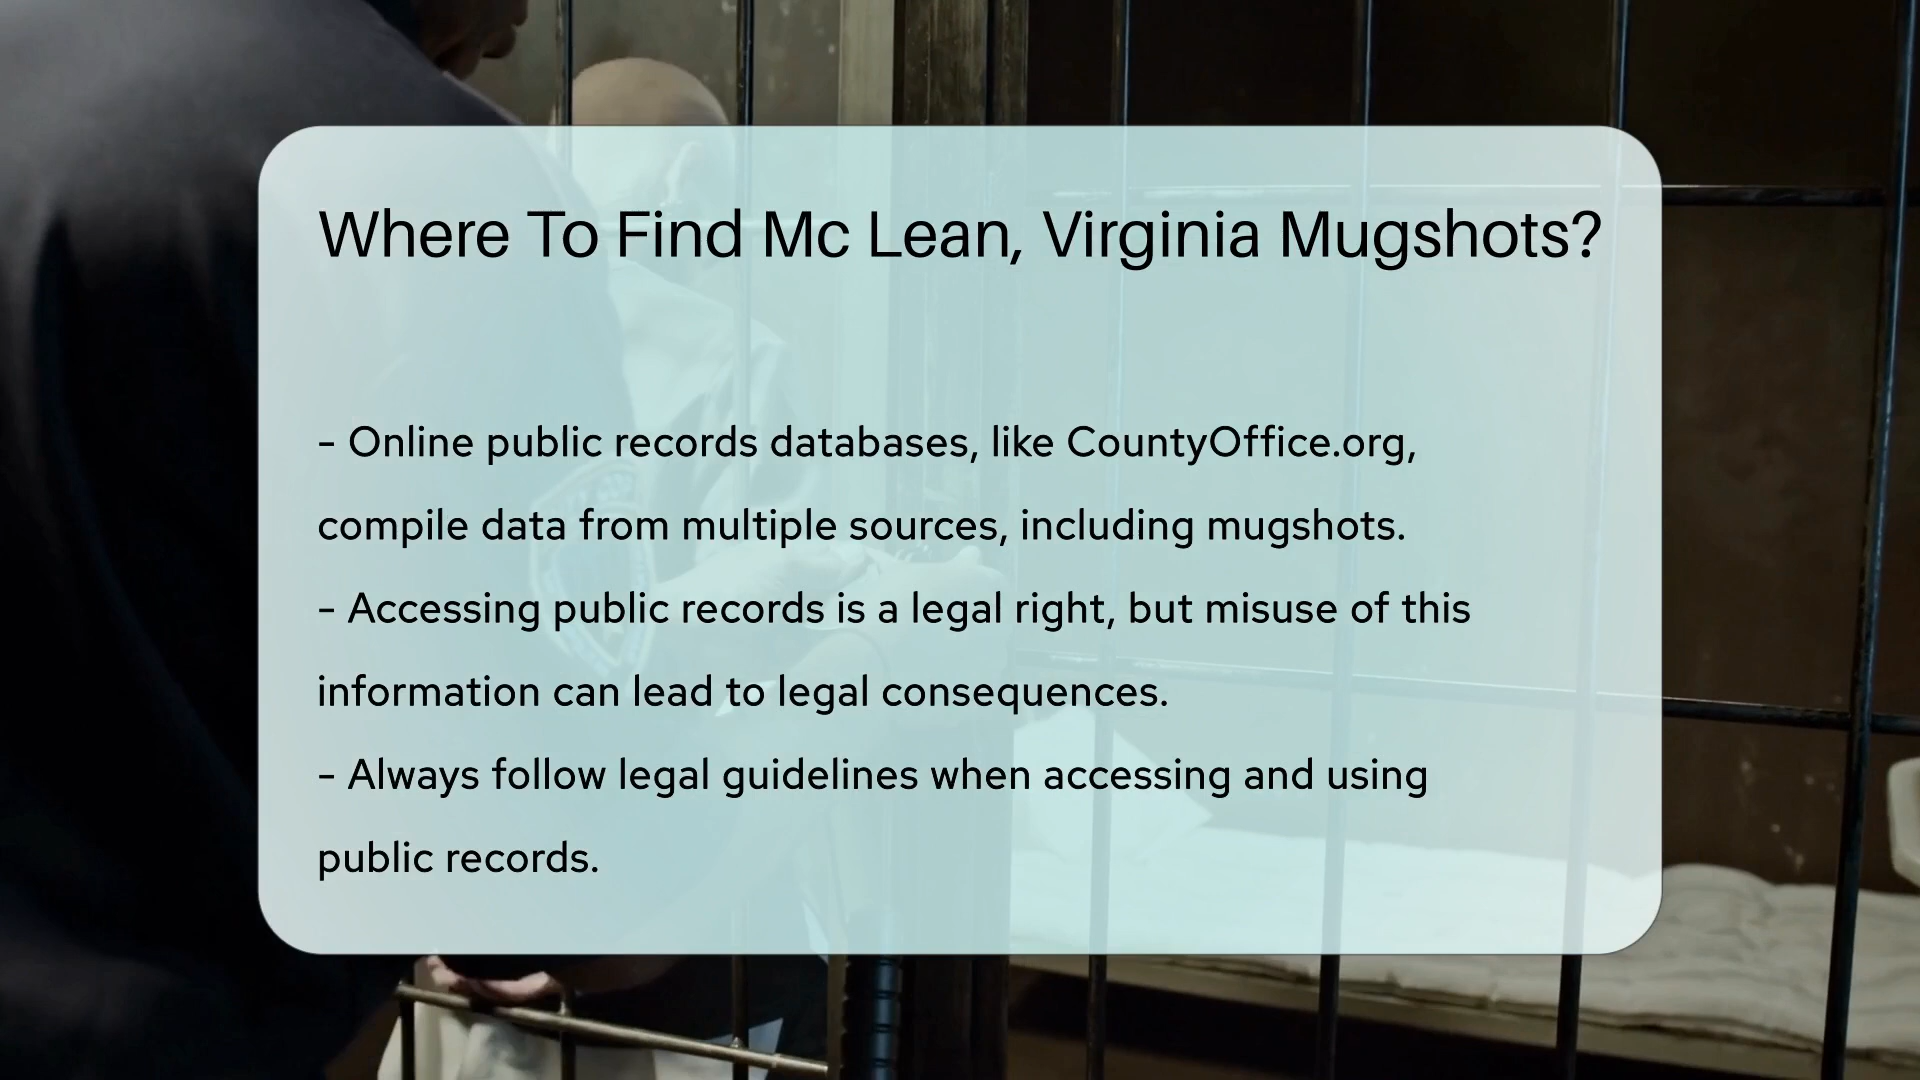 Where To Find Mc Lean, Virginia Mugshots?
- Online public records databases, like CountyOffice.org,
compile data from multiple sources, including mugshots.
- Accessing public records is a legal right, but misuse of this
information can lead to legal consequences.
- Always follow legal guidelines when accessing and using
public records.